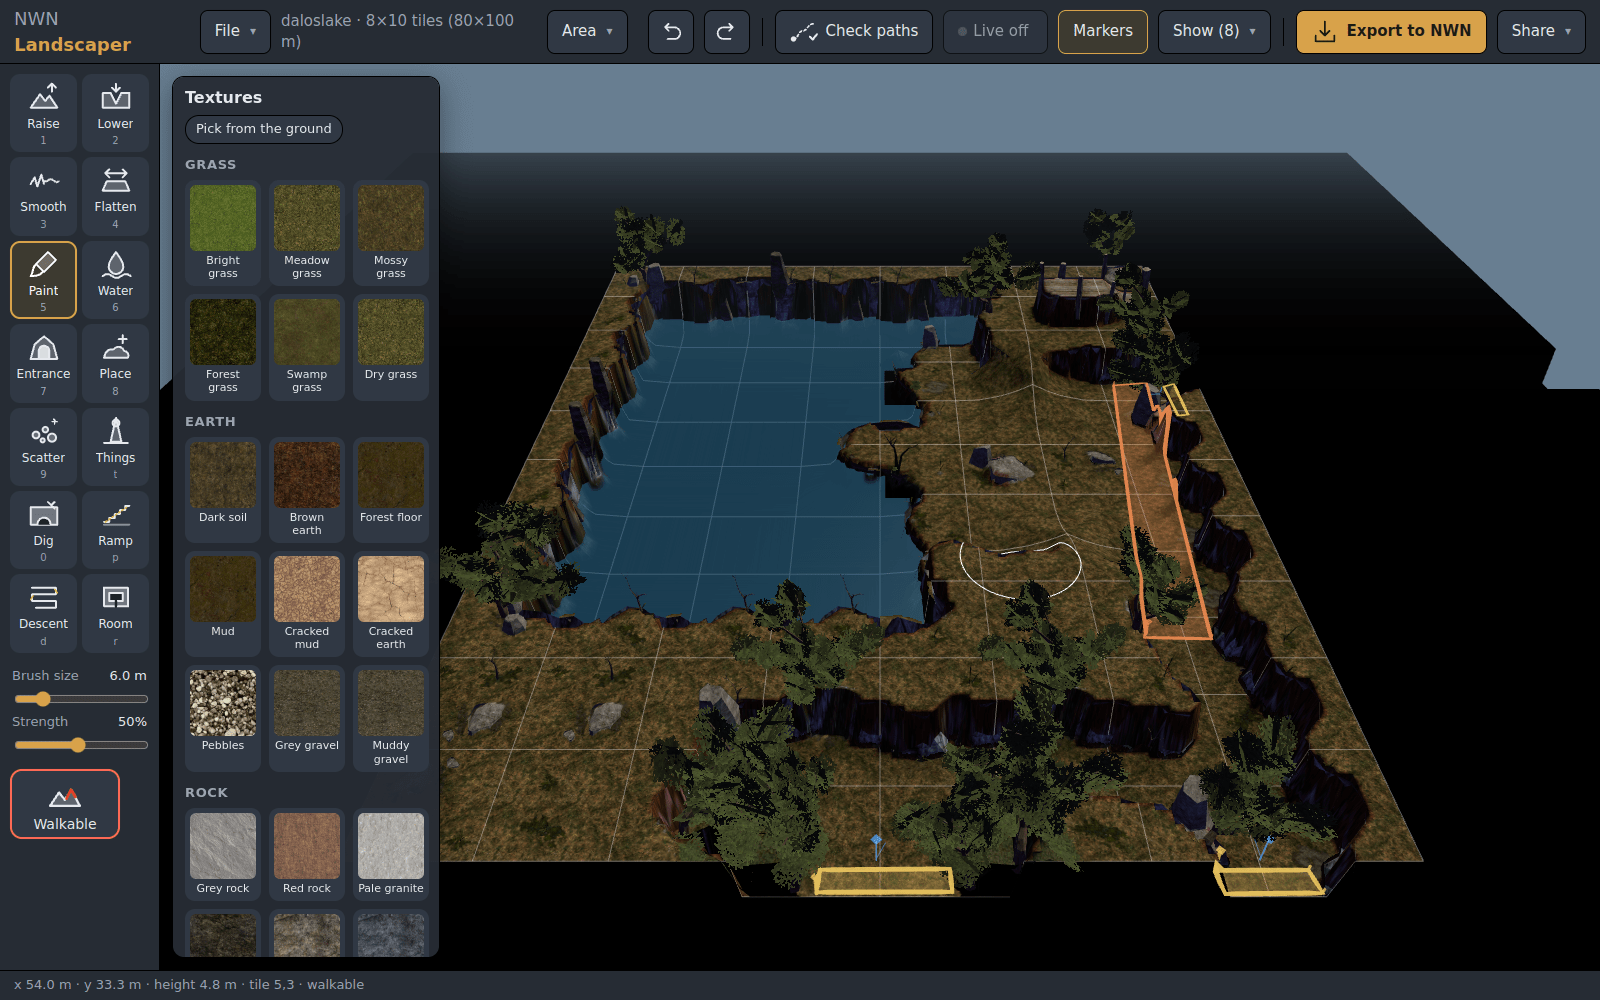 NWN
Landscaper
File ▾
daloslake · 8×10 tiles (80×100
m)
Area ▾
Check paths
Live off
Markers
Show (8) ▾
Export to NWN
Share ▾
Raise
1
Lower
2
Smooth
3
Flatten
4
Paint
5
Water
6
Entrance
7
Place
8
Scatter
9
Things
t
Dig
0
Ramp
p
Descent
d
Room
r
Brush size 6.0 m
Strength 50%
Walkable
Textures
Pick from the ground
GRASS
Bright
grass
Meadow
grass
Mossy
grass
Forest
grass
Swamp
grass
Dry grass
EARTH
Dark soil
Brown
earth
Forest floor
Mud
Cracked
mud
Cracked
earth
Pebbles
Grey gravel
Muddy
gravel
ROCK
Grey rock
Red rock
Pale granite
x 54.0 m · y 33.3 m · height 4.8 m · tile 5,3 · walkable